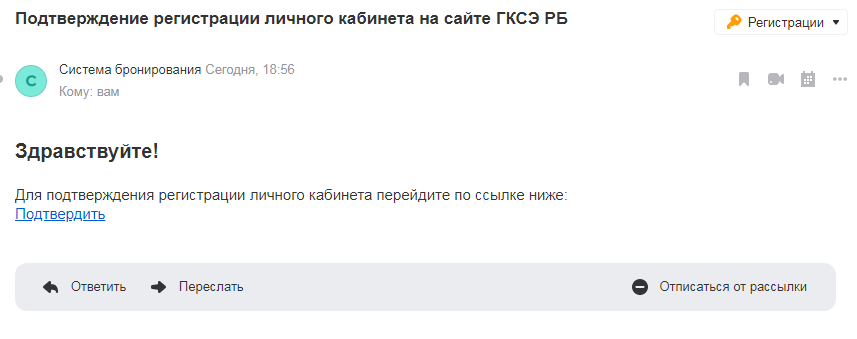 Подтверждение регистрации личного кабинета на сайте ГКСЭ РБ
Регистрации
С
Система бронирования Сегодня, 18:56
Кому: вам
Здравствуйте!
Для подтверждения регистрации личного кабинета перейдите по ссылке ниже:
Подтвердить
Ответить Переслать Отписаться от рассылки